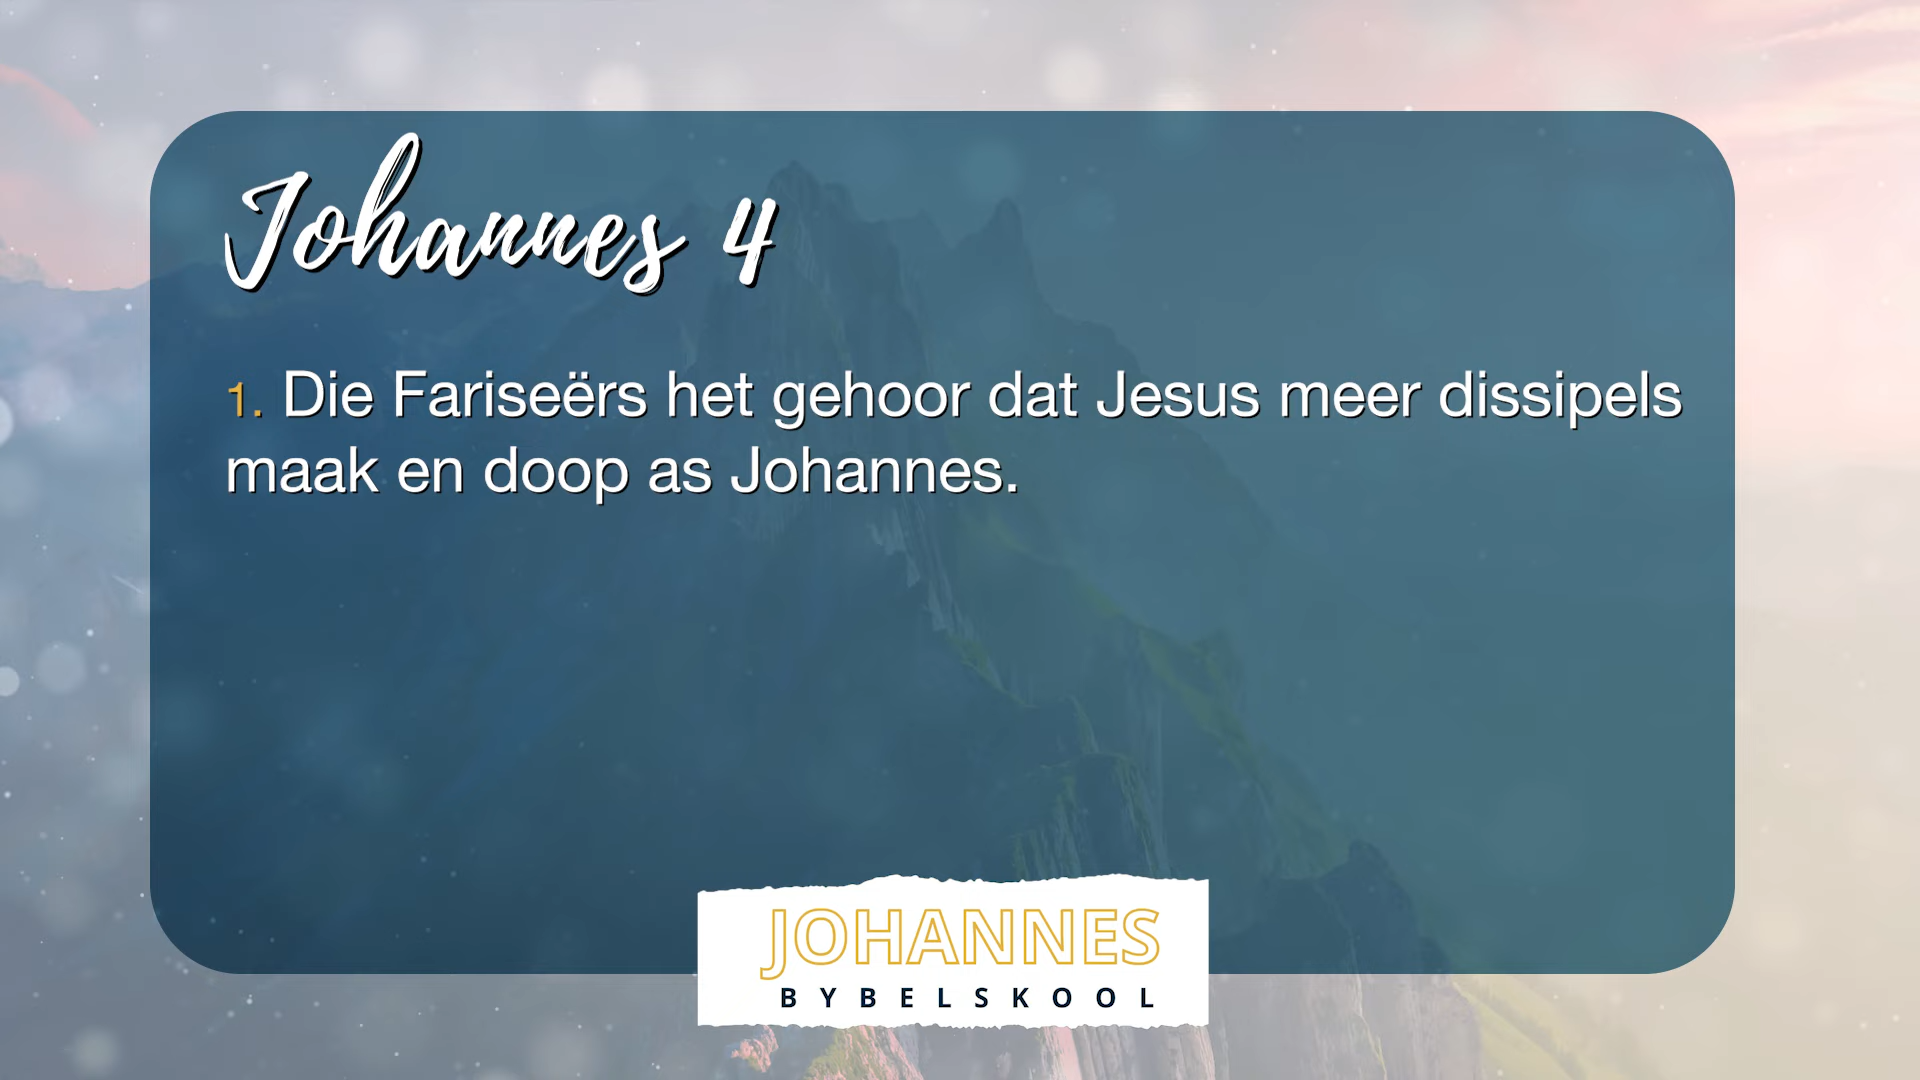 Johannes 4
1. Die Fariseërs het gehoor dat Jesus meer dissipels
maak en doop as Johannes.
JOHANNES
BYBELSKOOL